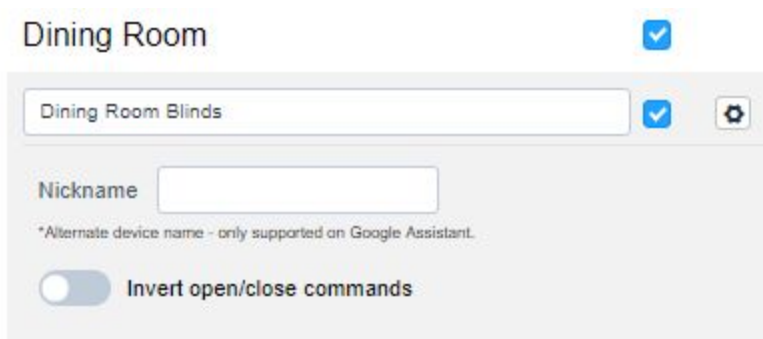 Dining Room
Dining Room Blinds
Nickname
*Alternate device name - only supported on Google Assistant.
Invert open/close commands